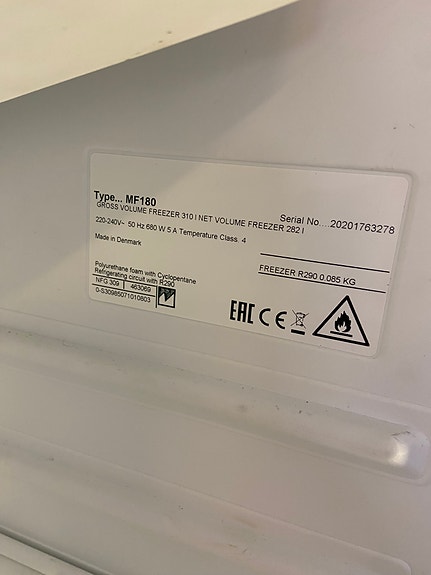 Type... MF180
GROSS VOLUME FREEZER 310 l NET VOLUME FREEZER 282 l
Serial No....20201763278
220-240V~ 50 Hz 680 W 5 A Temperature Class. 4
Made in Denmark
FREEZER R290 0.085 KG
Polyurethane foam with Cyclopentane
Refrigerating circuit with R290
NFG 309 463069
0-S30985071010803
EAC CE